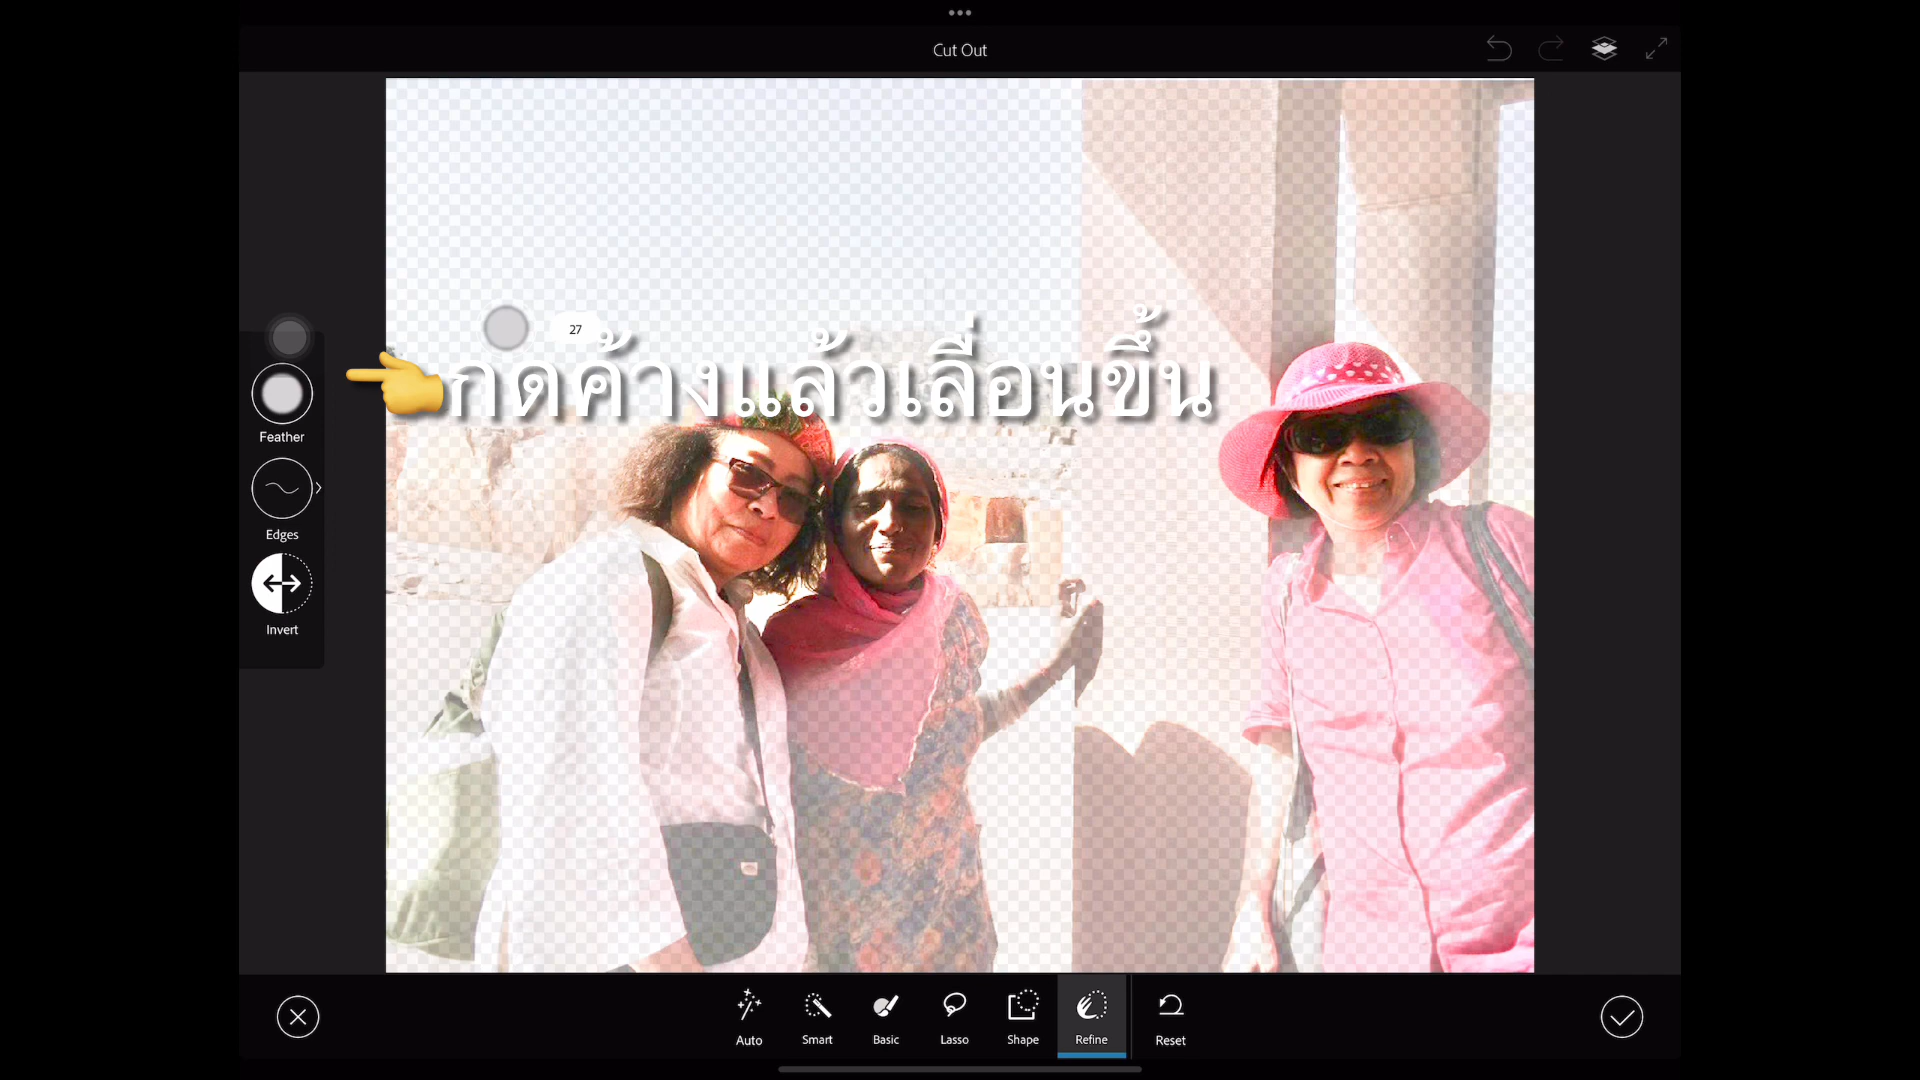 Cut Out
27
กดค้างแล้วเลื่อนขึ้น
Feather
Edges
Invert
Auto
Smart
Basic
Lasso
Shape
Refine
Reset